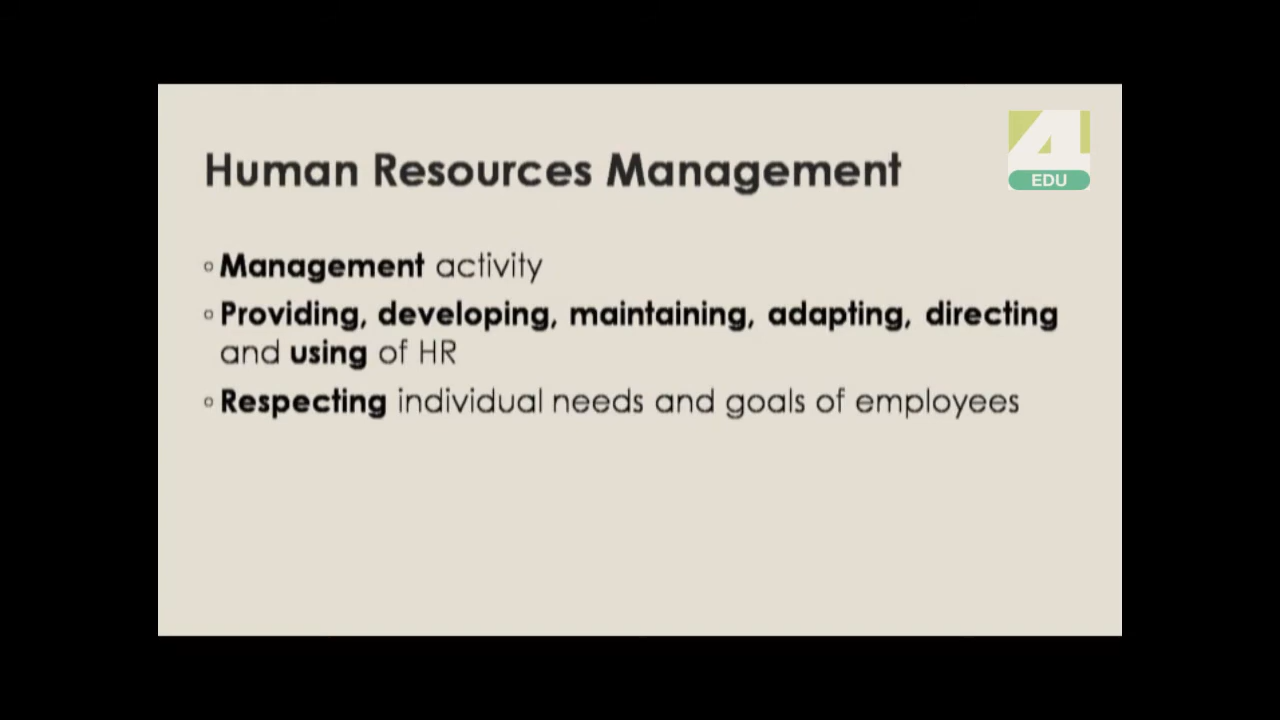 4
EDU
Human Resources Management
◦ Management activity
◦ Providing, developing, maintaining, adapting, directing
and using of HR
◦ Respecting individual needs and goals of employees